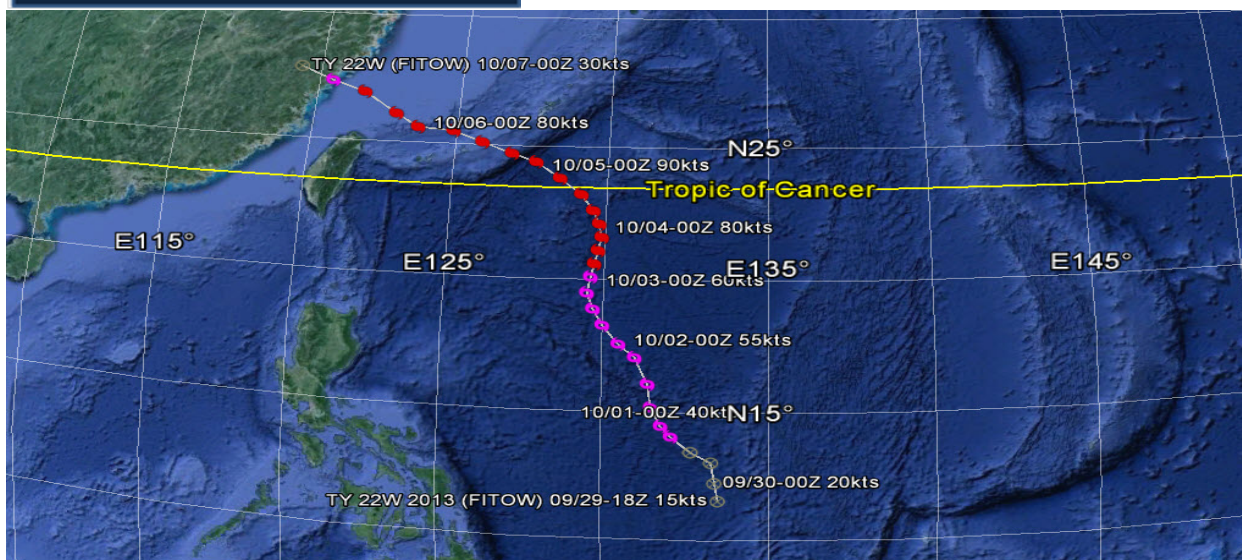 TY 22W (FITOW) 10/07-00Z 30kts
10/06-00Z 80kts
N25°
10/05-00Z 90kts
Tropic of Cancer
10/04-00Z 80kts
E115°
E125°
E135°
E145°
10/03-00Z 60kts
10/02-00Z 55kts
10/01-00Z 40kts
N15°
09/30-00Z 20kts
TY 22W 2013 (FITOW) 09/29-18Z 15kts